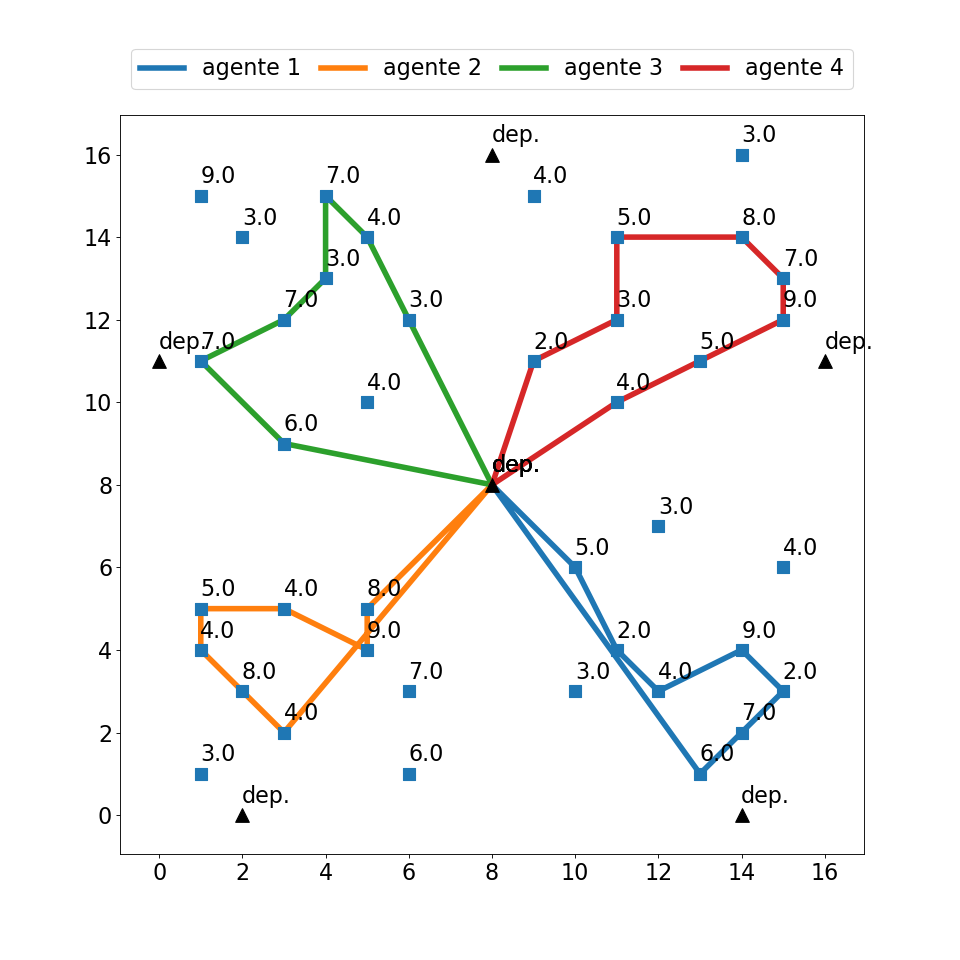 agente 1 agente 2 agente 3 agente 4
dep. 3.0
16
9.0 7.0 4.0
3.0 4.0 5.0 8.0
14
3.0 7.0
7.0 3.0 3.0 9.0
12
dep. 7.0 2.0 5.0 dep.
4.0 4.0
10
6.0
dep.
8
3.0
5.0 4.0
6
5.0 4.0 8.0
4.0 9.0 2.0 9.0
4
8.0 7.0 3.0 4.0 2.0
4.0 7.0
2
3.0 6.0 6.0
dep. dep.
0
0 2 4 6 8 10 12 14 16